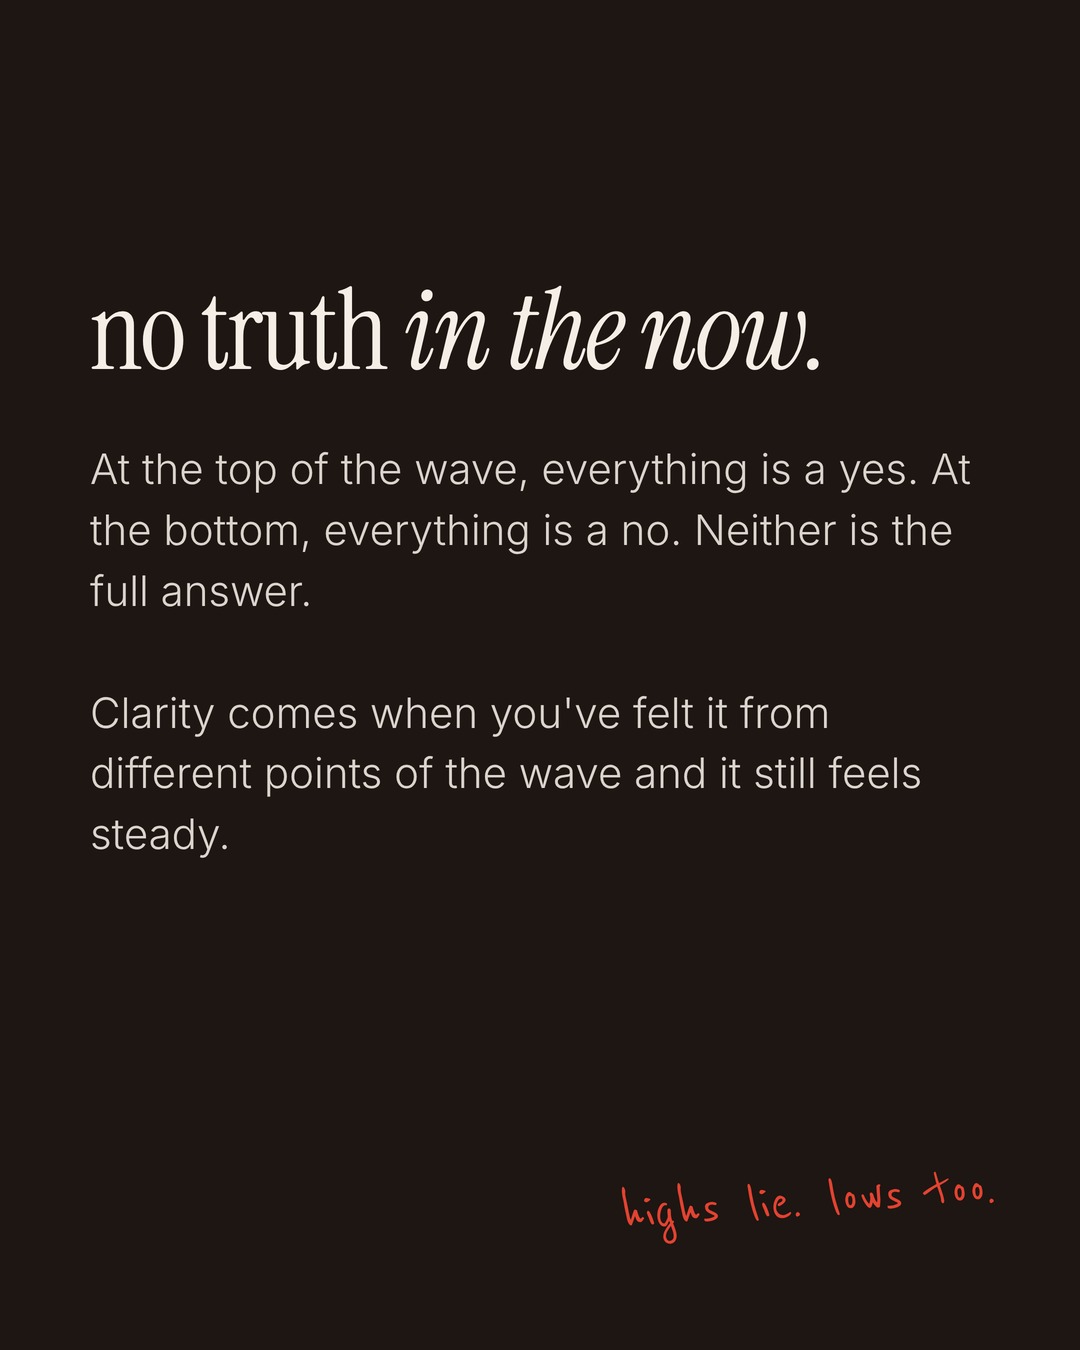 no truth in the now.
At the top of the wave, everything is a yes. At
the bottom, everything is a no. Neither is the
full answer.
Clarity comes when you've felt it from
different points of the wave and it still feels
steady.
highs lie. lows too.